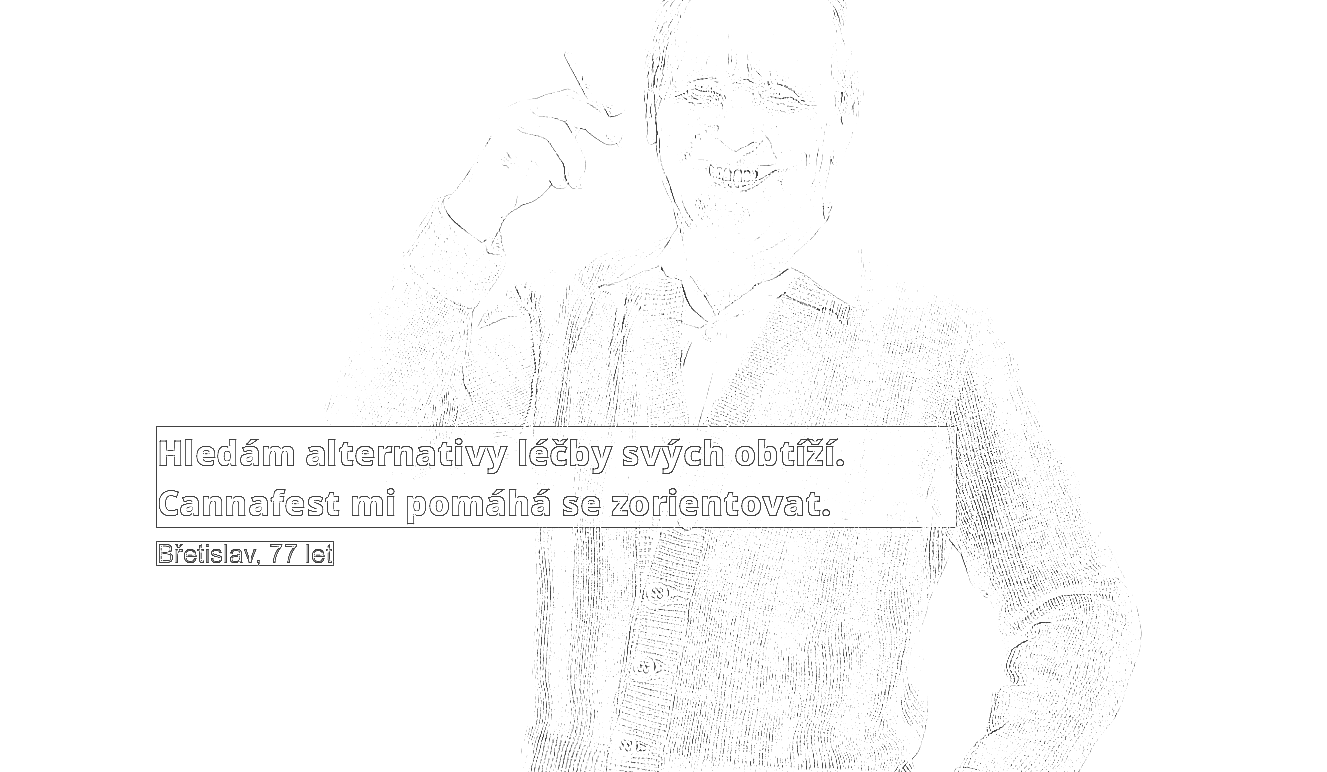 Hledám alternativy léčby svých obtíží.
Cannafest mi pomáhá se zorientovat.
Břetislav, 77 let